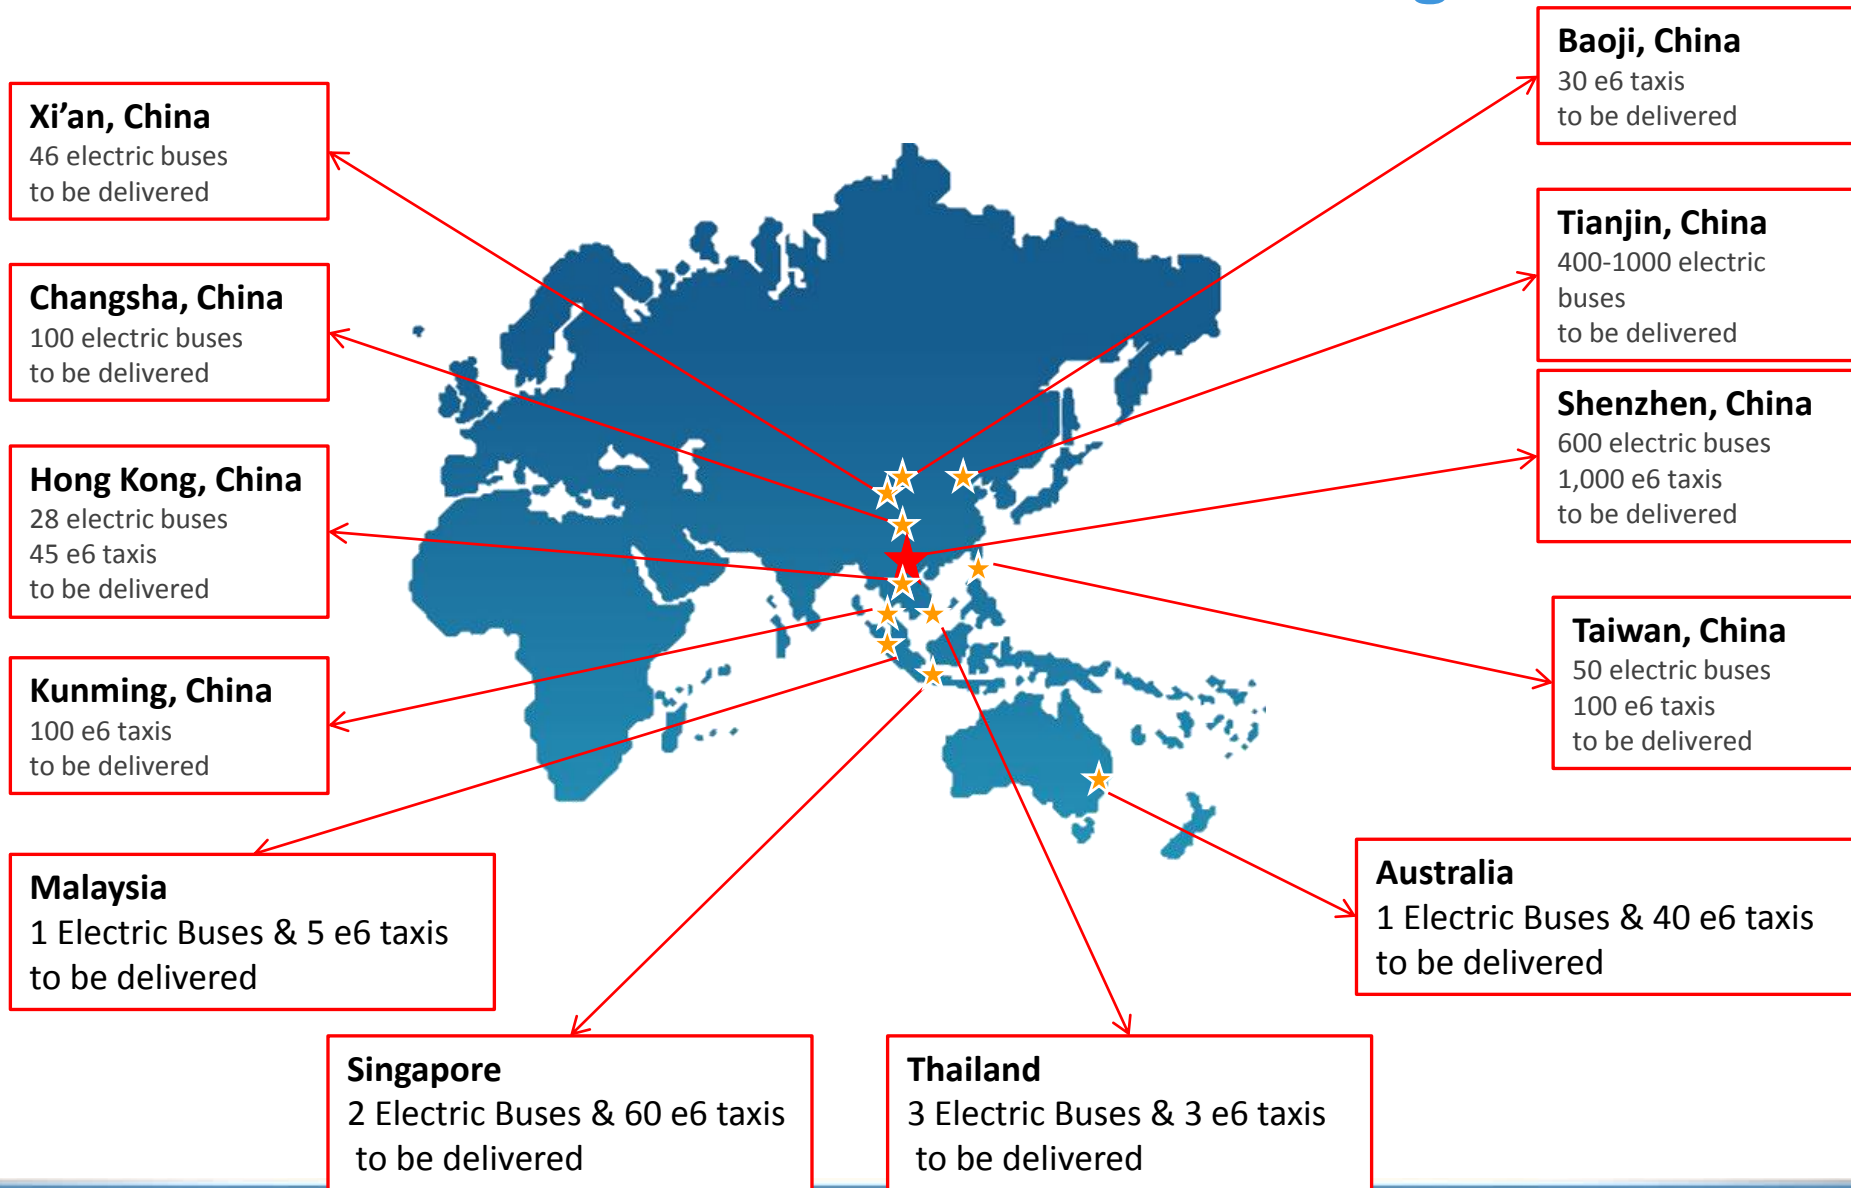 Baoji, China
30 e6 taxis
to be delivered
Xi’an, China
46 electric buses
to be delivered
Tianjin, China
400-1000 electric
buses
to be delivered
Changsha, China
100 electric buses
to be delivered
Shenzhen, China
600 electric buses
1,000 e6 taxis
to be delivered
Hong Kong, China
28 electric buses
45 e6 taxis
to be delivered
Taiwan, China
50 electric buses
100 e6 taxis
to be delivered
Kunming, China
100 e6 taxis
to be delivered
Malaysia
1 Electric Buses & 5 e6 taxis
to be delivered
Australia
1 Electric Buses & 40 e6 taxis
to be delivered
Singapore
2 Electric Buses & 60 e6 taxis
to be delivered
Thailand
3 Electric Buses & 3 e6 taxis
to be delivered